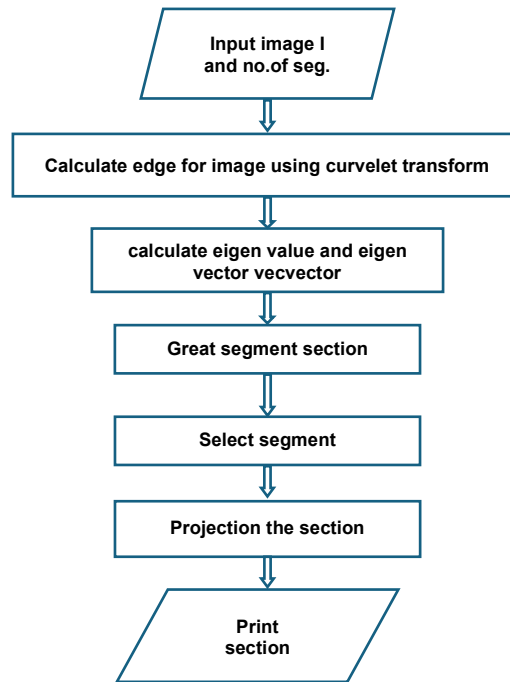 Input image I
and no.of seg.
Calculate edge for image using curvelet transform
calculate eigen value and eigen
vector vecvector
Great segment section
Select segment
Projection the section
Print
section